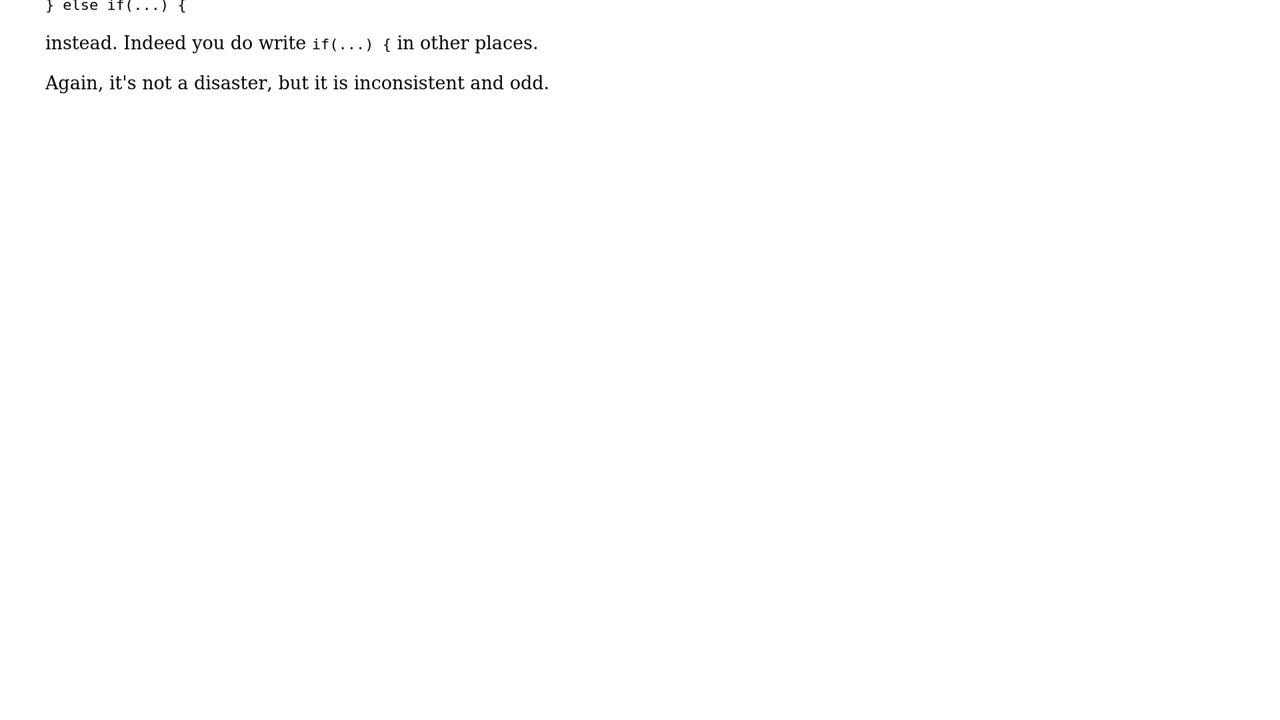 } else if(...) {
instead. Indeed you do write if(...) { in other places.
Again, it's not a disaster, but it is inconsistent and odd.